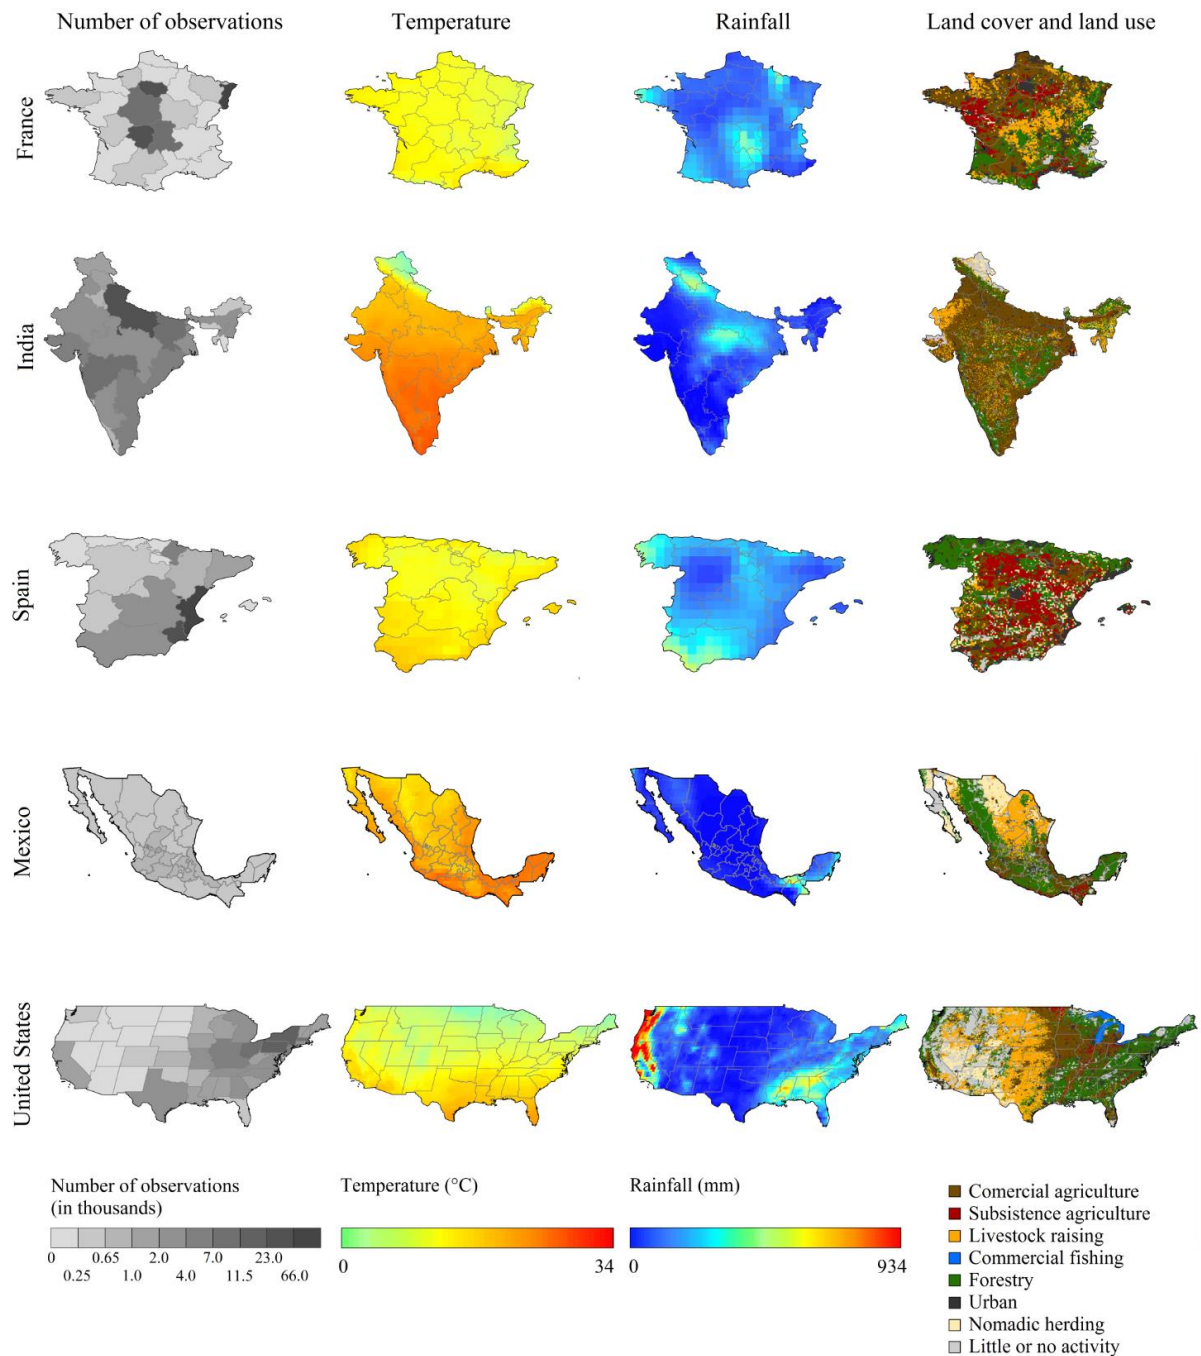 Number of observations
Temperature
Rainfall
Land cover and land use
France
India
Spain
Mexico
United States
Number of observations
(in thousands)
0
0.65
2.0
7.0
23.0
0.25
1.0
4.0
11.5
66.0
Temperature (°C)
0
34
Rainfall (mm)
0
934
Comercial agriculture
Subsistence agriculture
Livestock raising
Commercial fishing
Forestry
Urban
Nomadic herding
Little or no activity